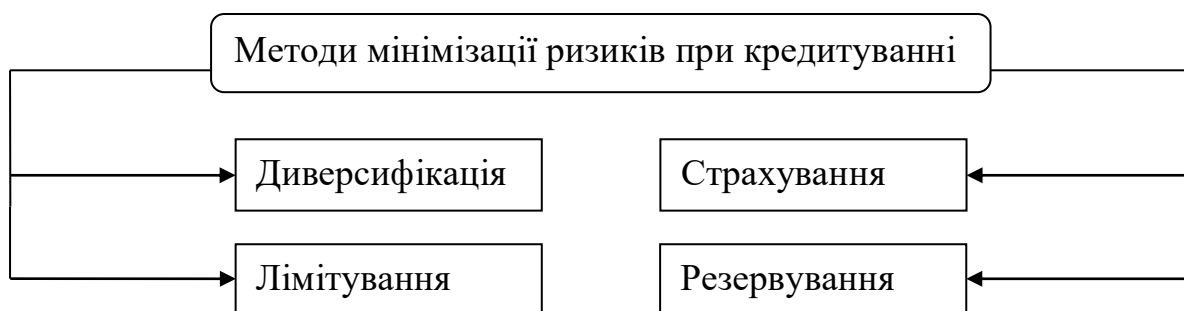 Методи мінімізації ризиків при кредитуванні
Диверсифікація
Страхування
Лімітування
Резервування